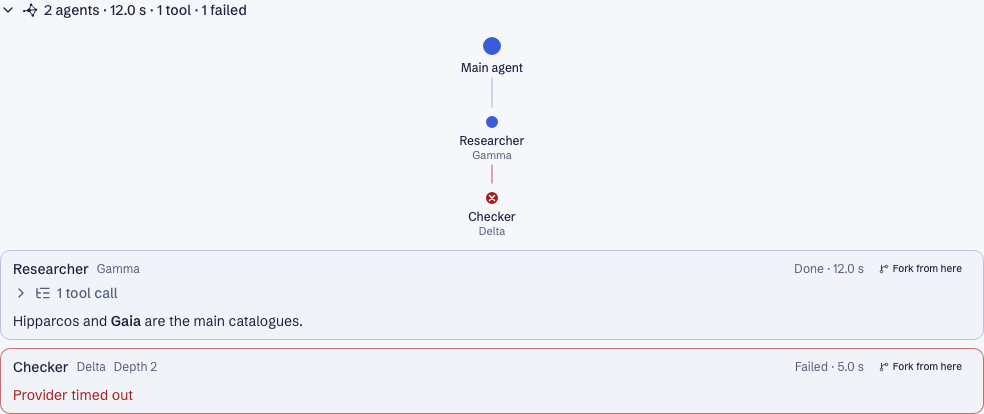 2 agents · 12.0 s · 1 tool · 1 failed
Main agent
Researcher
Gamma
Checker
Delta
Researcher Gamma Done · 12.0 s Fork from here
1 tool call
Hipparcos and Gaia are the main catalogues.
Checker Delta Depth 2 Failed · 5.0 s Fork from here
Provider timed out